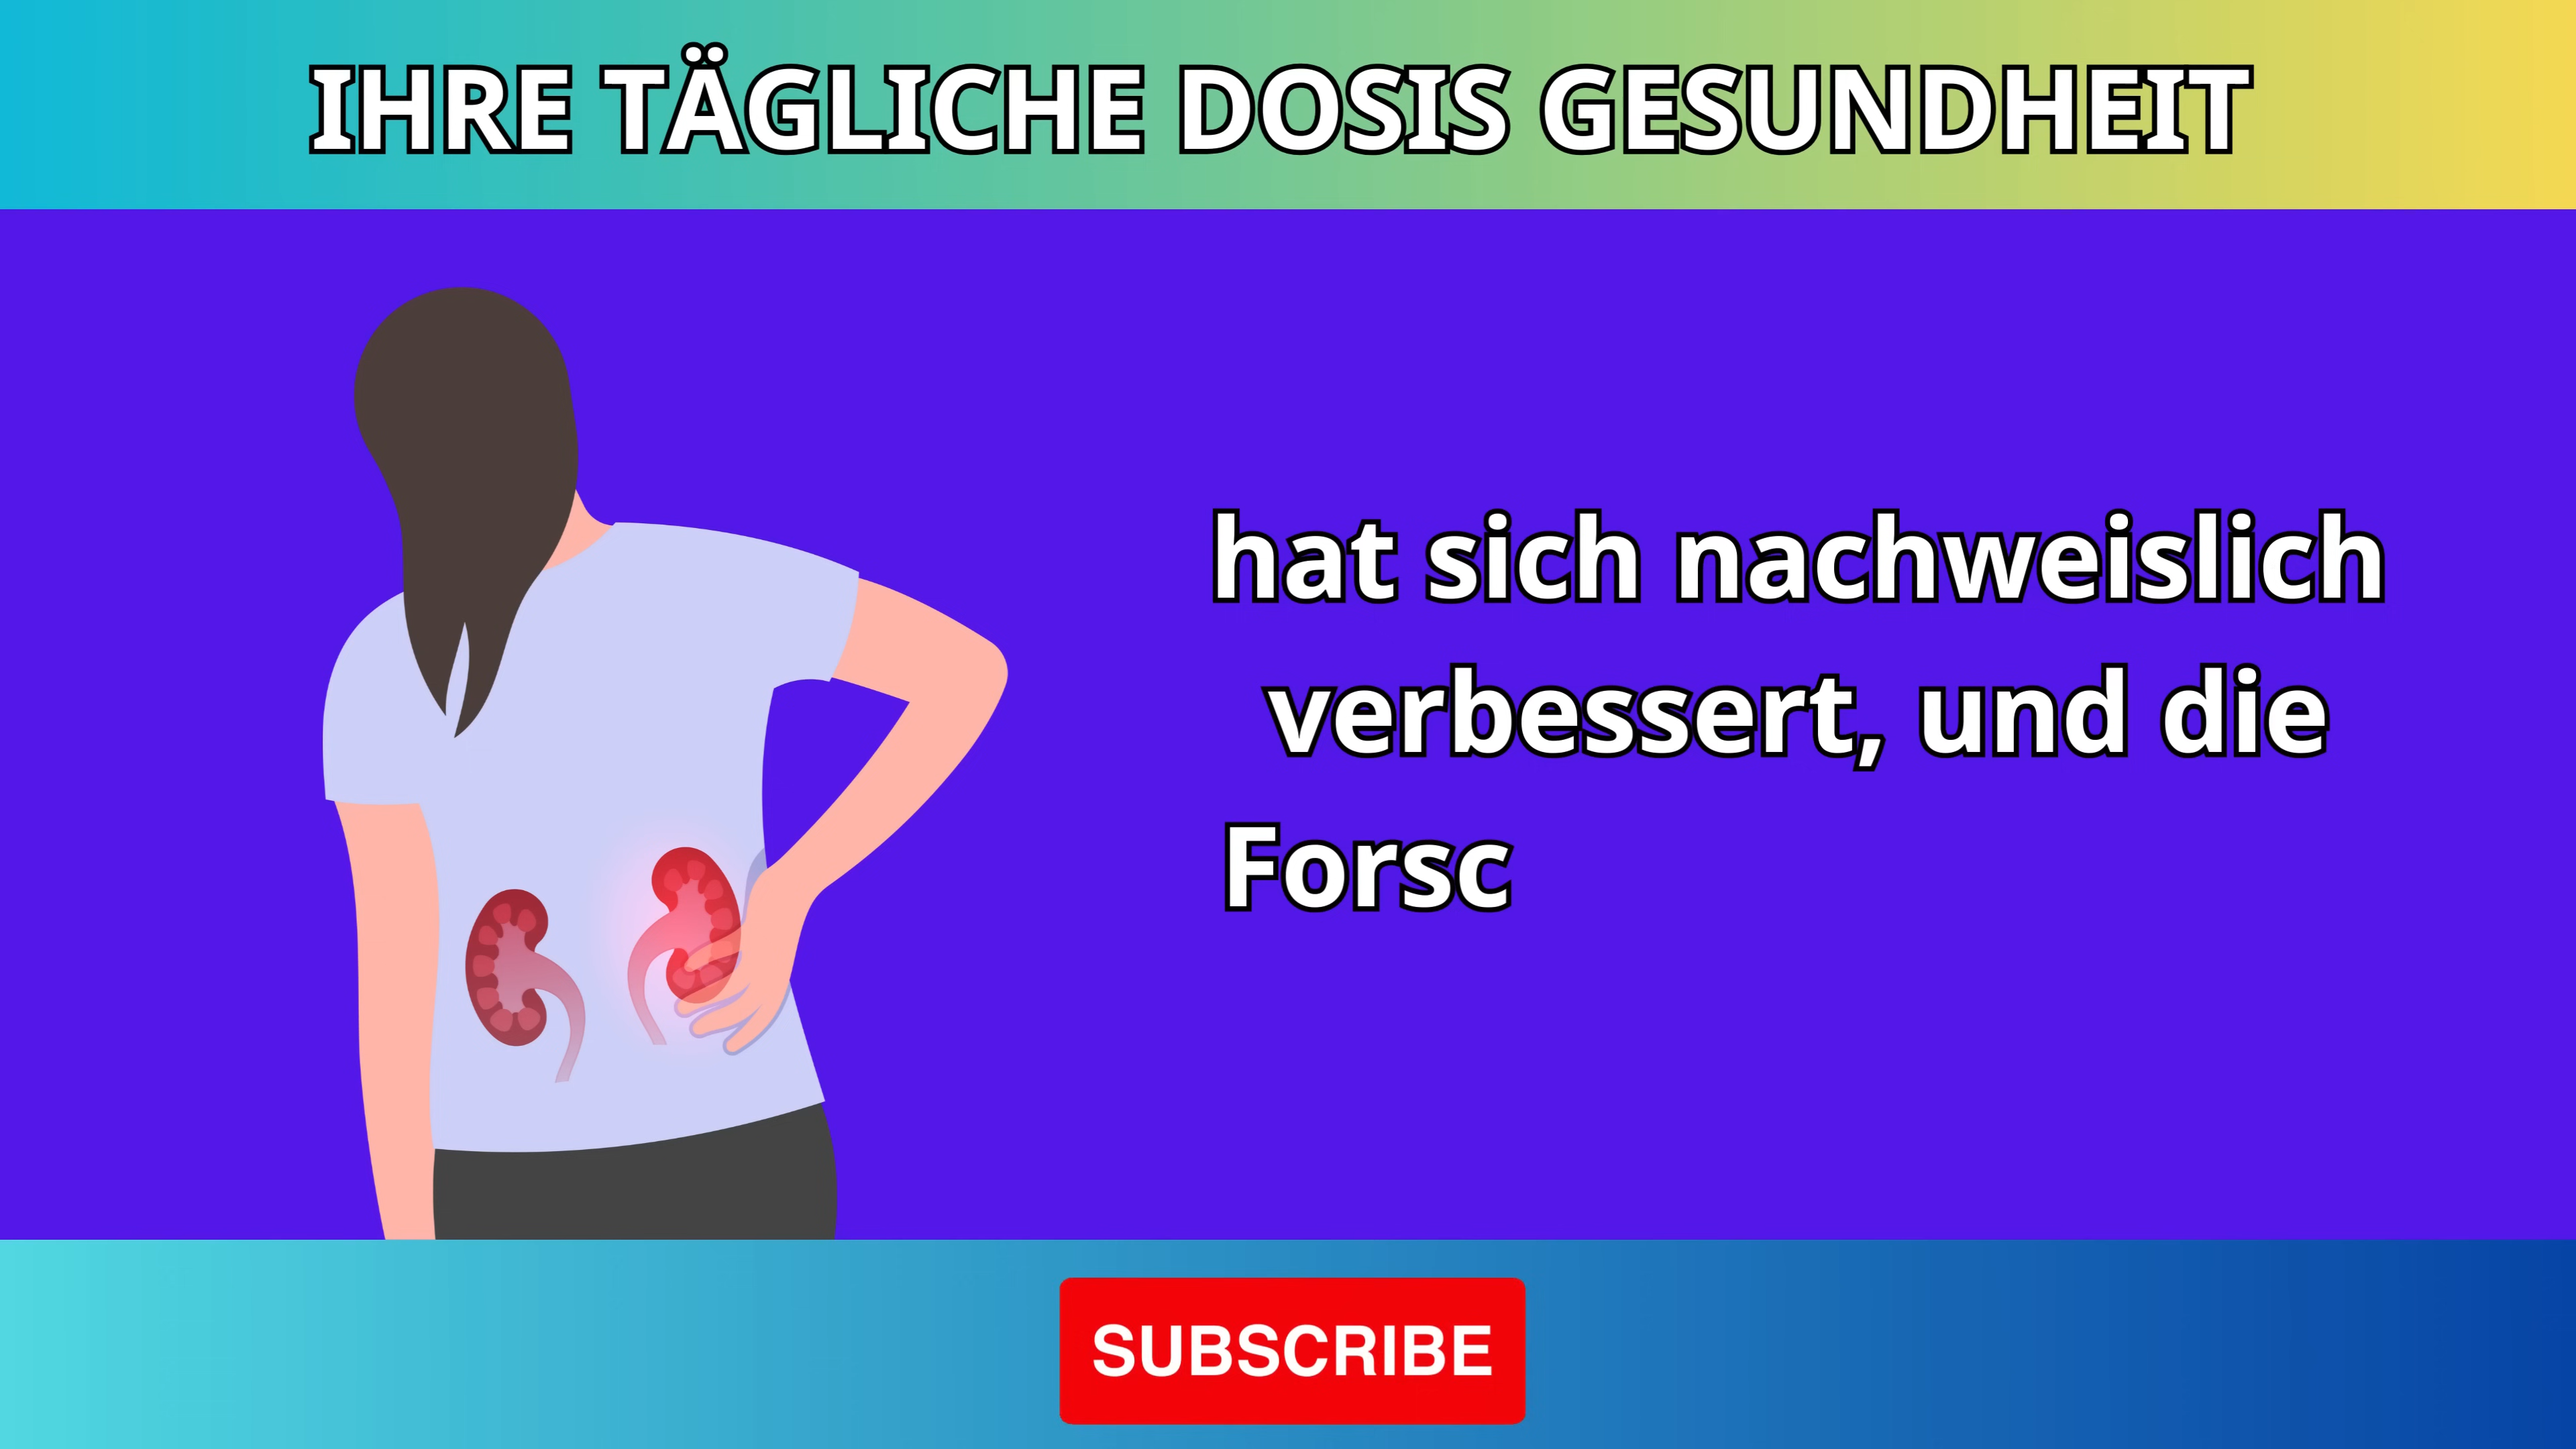 IHRE TÄGLICHE DOSIS GESUNDHEIT
hat sich nachweislich
verbessert, und die
Forsc
SUBSCRIBE